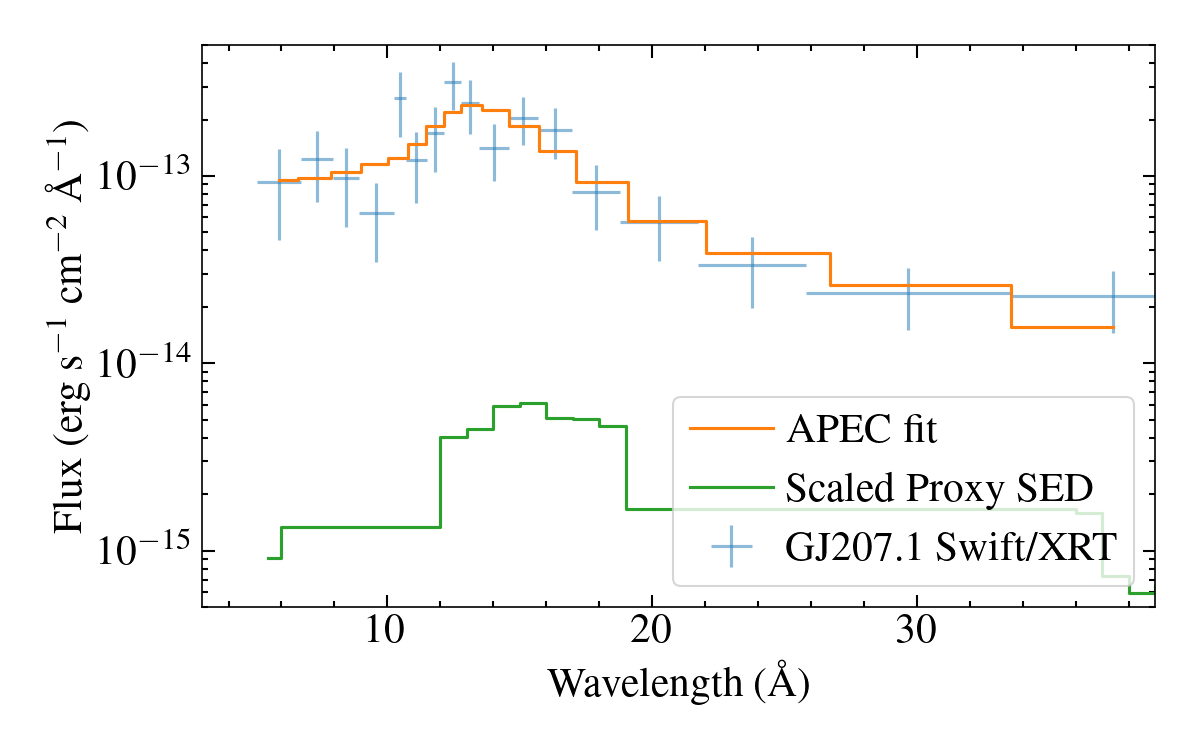 Flux (erg s⁻¹ cm⁻² Å⁻¹)
10⁻¹³
10⁻¹⁴
10⁻¹⁵
APEC fit
Scaled Proxy SED
GJ207.1 Swift/XRT
10 20 30
Wavelength (Å)